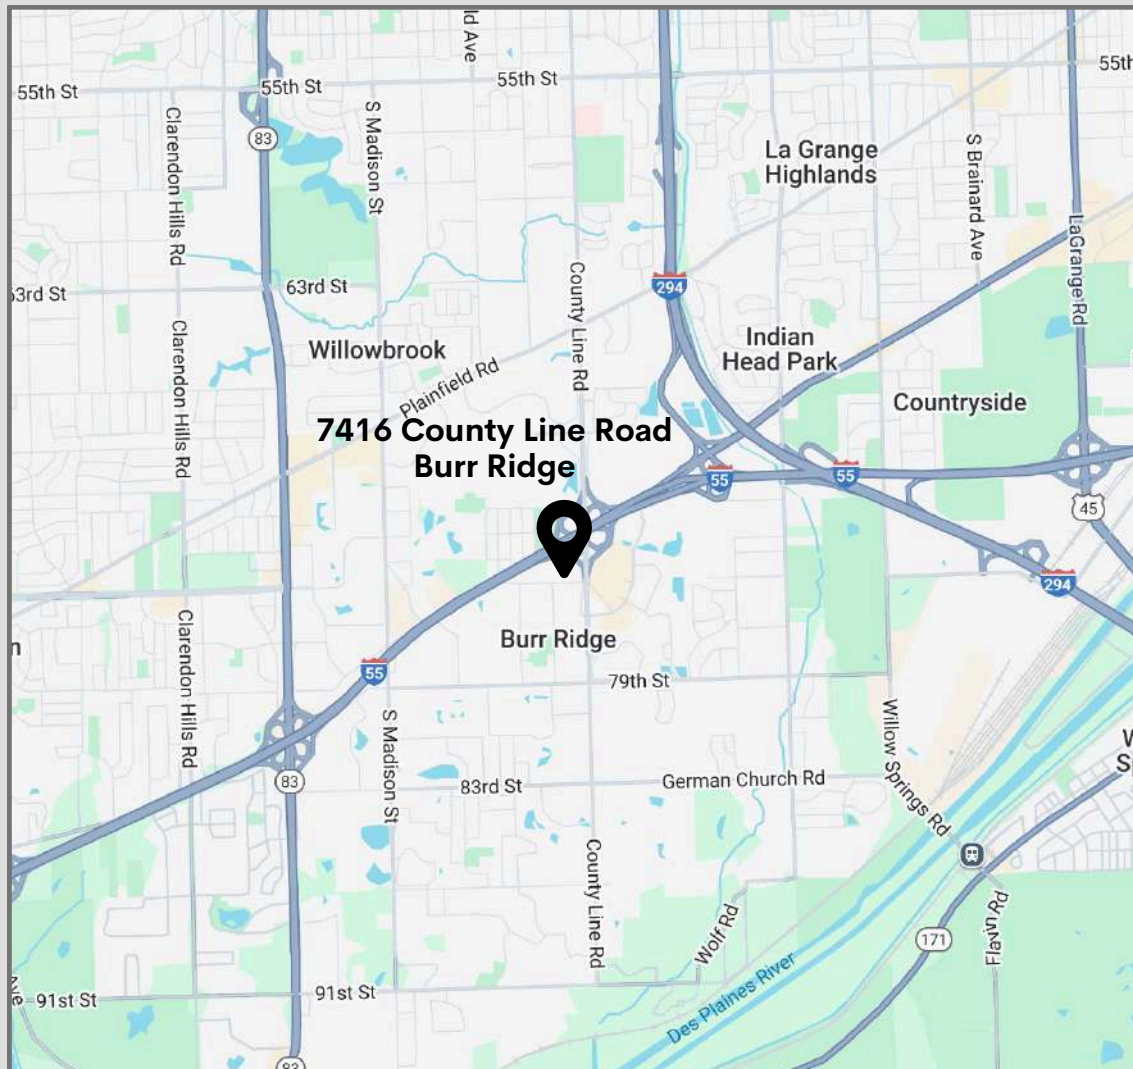 ld Ave
55th St
55th St
55th St
55th
83
Clarendon Hills Rd
S Madison St
La Grange
Highlands
S Brainard Ave
LaGrange Rd
63rd St
63rd St
County Line Rd
294
Willowbrook
Indian
Head Park
Clarendon Hills Rd
Plainfield Rd
Countryside
7416 County Line Road
Burr Ridge
55
55
45
294
Clarendon Hills Rd
n
Burr Ridge
55
79th St
S Madison St
Willow Springs Rd
W
S
83
83rd St
German Church Rd
County Line Rd
Wolf Rd
171
Flavin Rd
Des Plaines River
Ave
91st St
91st St
83